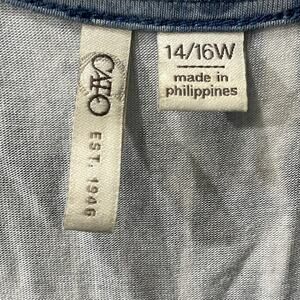 CATO
EST. 1946
14/16W
made in
philippines